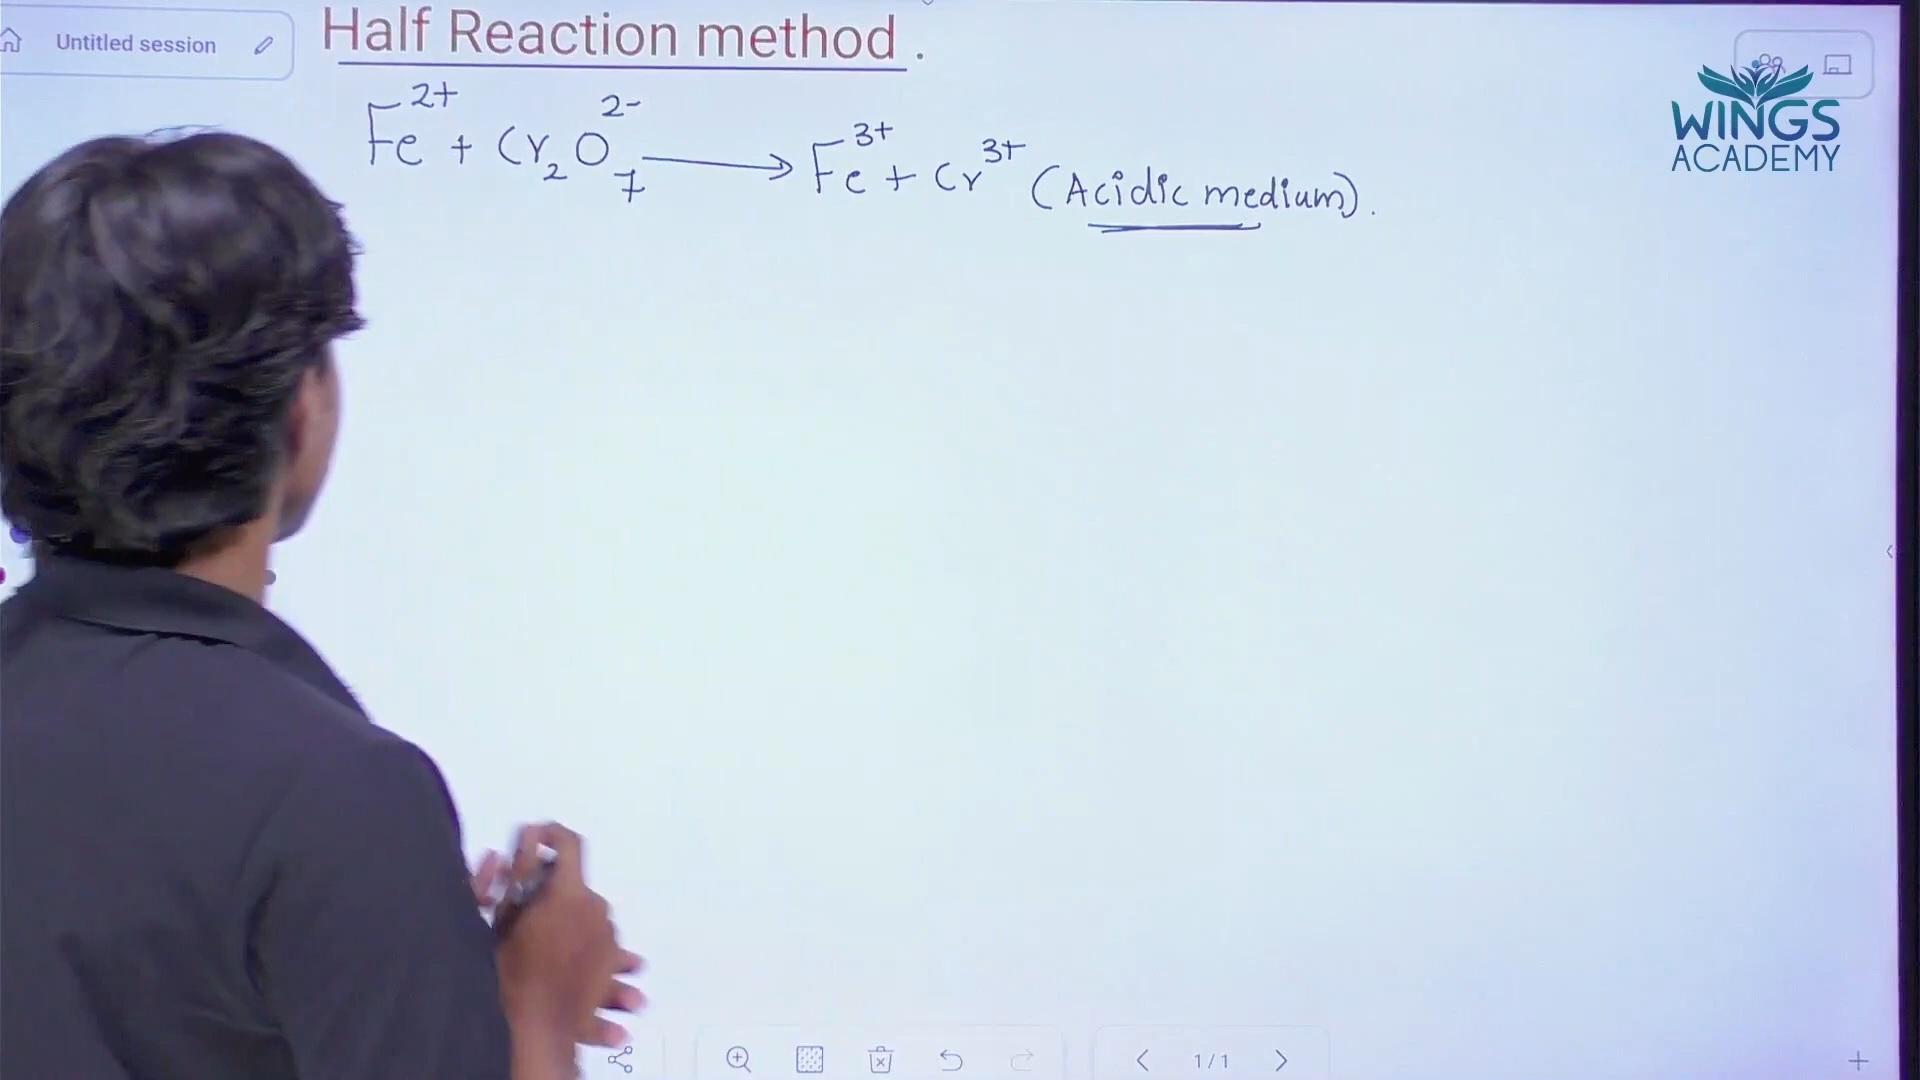 Untitled session
Half Reaction method .
Fe²⁺ + Cr₂O₇²⁻ ⟶ Fe³⁺ + Cr³⁺ (Acidic medium).
WINGS
ACADEMY
1/1